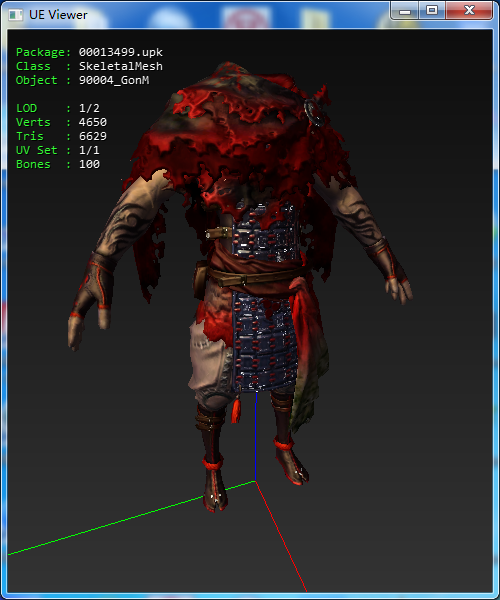 UE Viewer
Package: 00013499.upk
Class : SkeletalMesh
Object : 90004_GonM
LOD : 1/2
Verts : 4650
Tris : 6629
UV Set : 1/1
Bones : 100